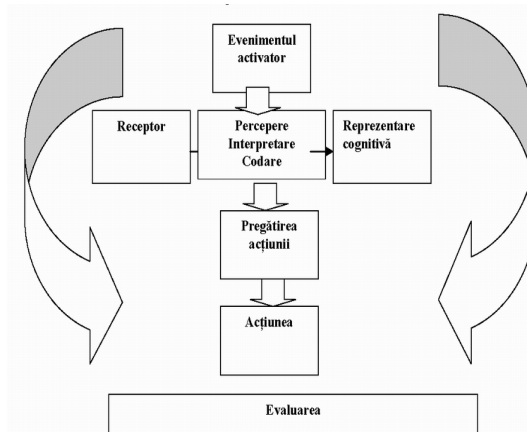 Evenimentul
activator
Receptor
Percepere
Interpretare
Codare
Reprezentare
cognitivă
Pregătirea
acțiunii
Acțiunea
Evaluarea